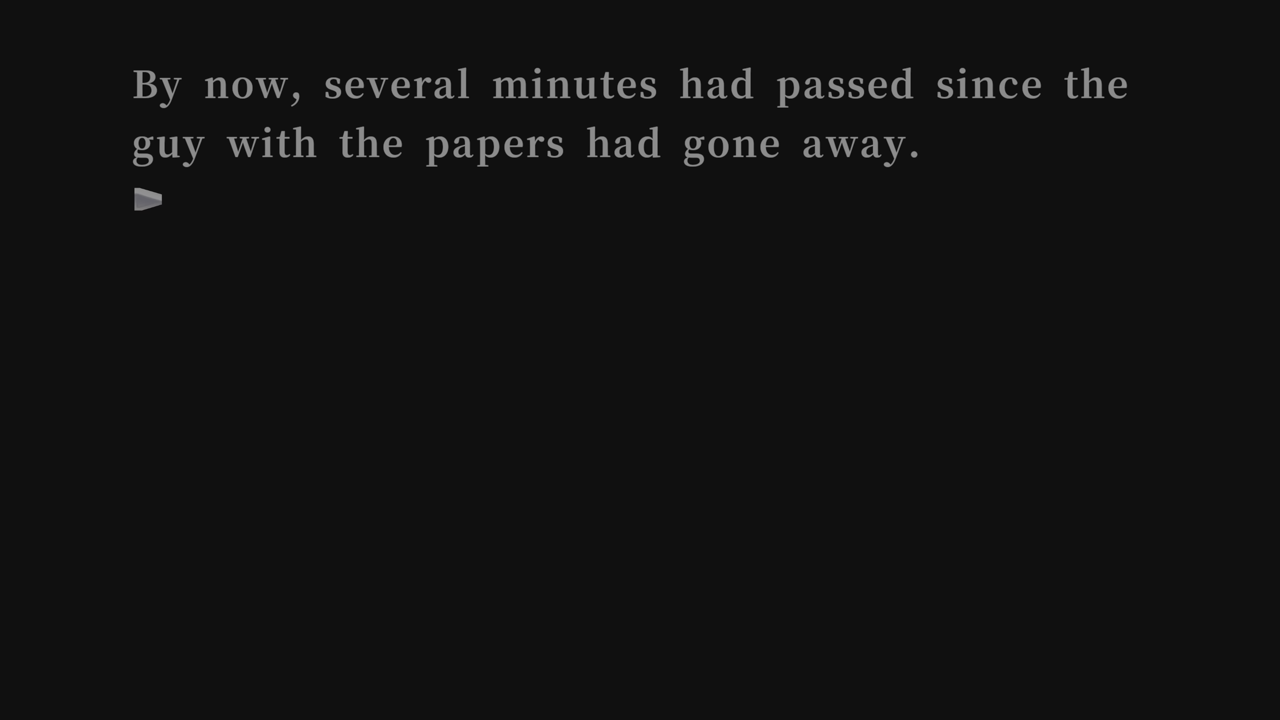 By now, several minutes had passed since the
guy with the papers had gone away.